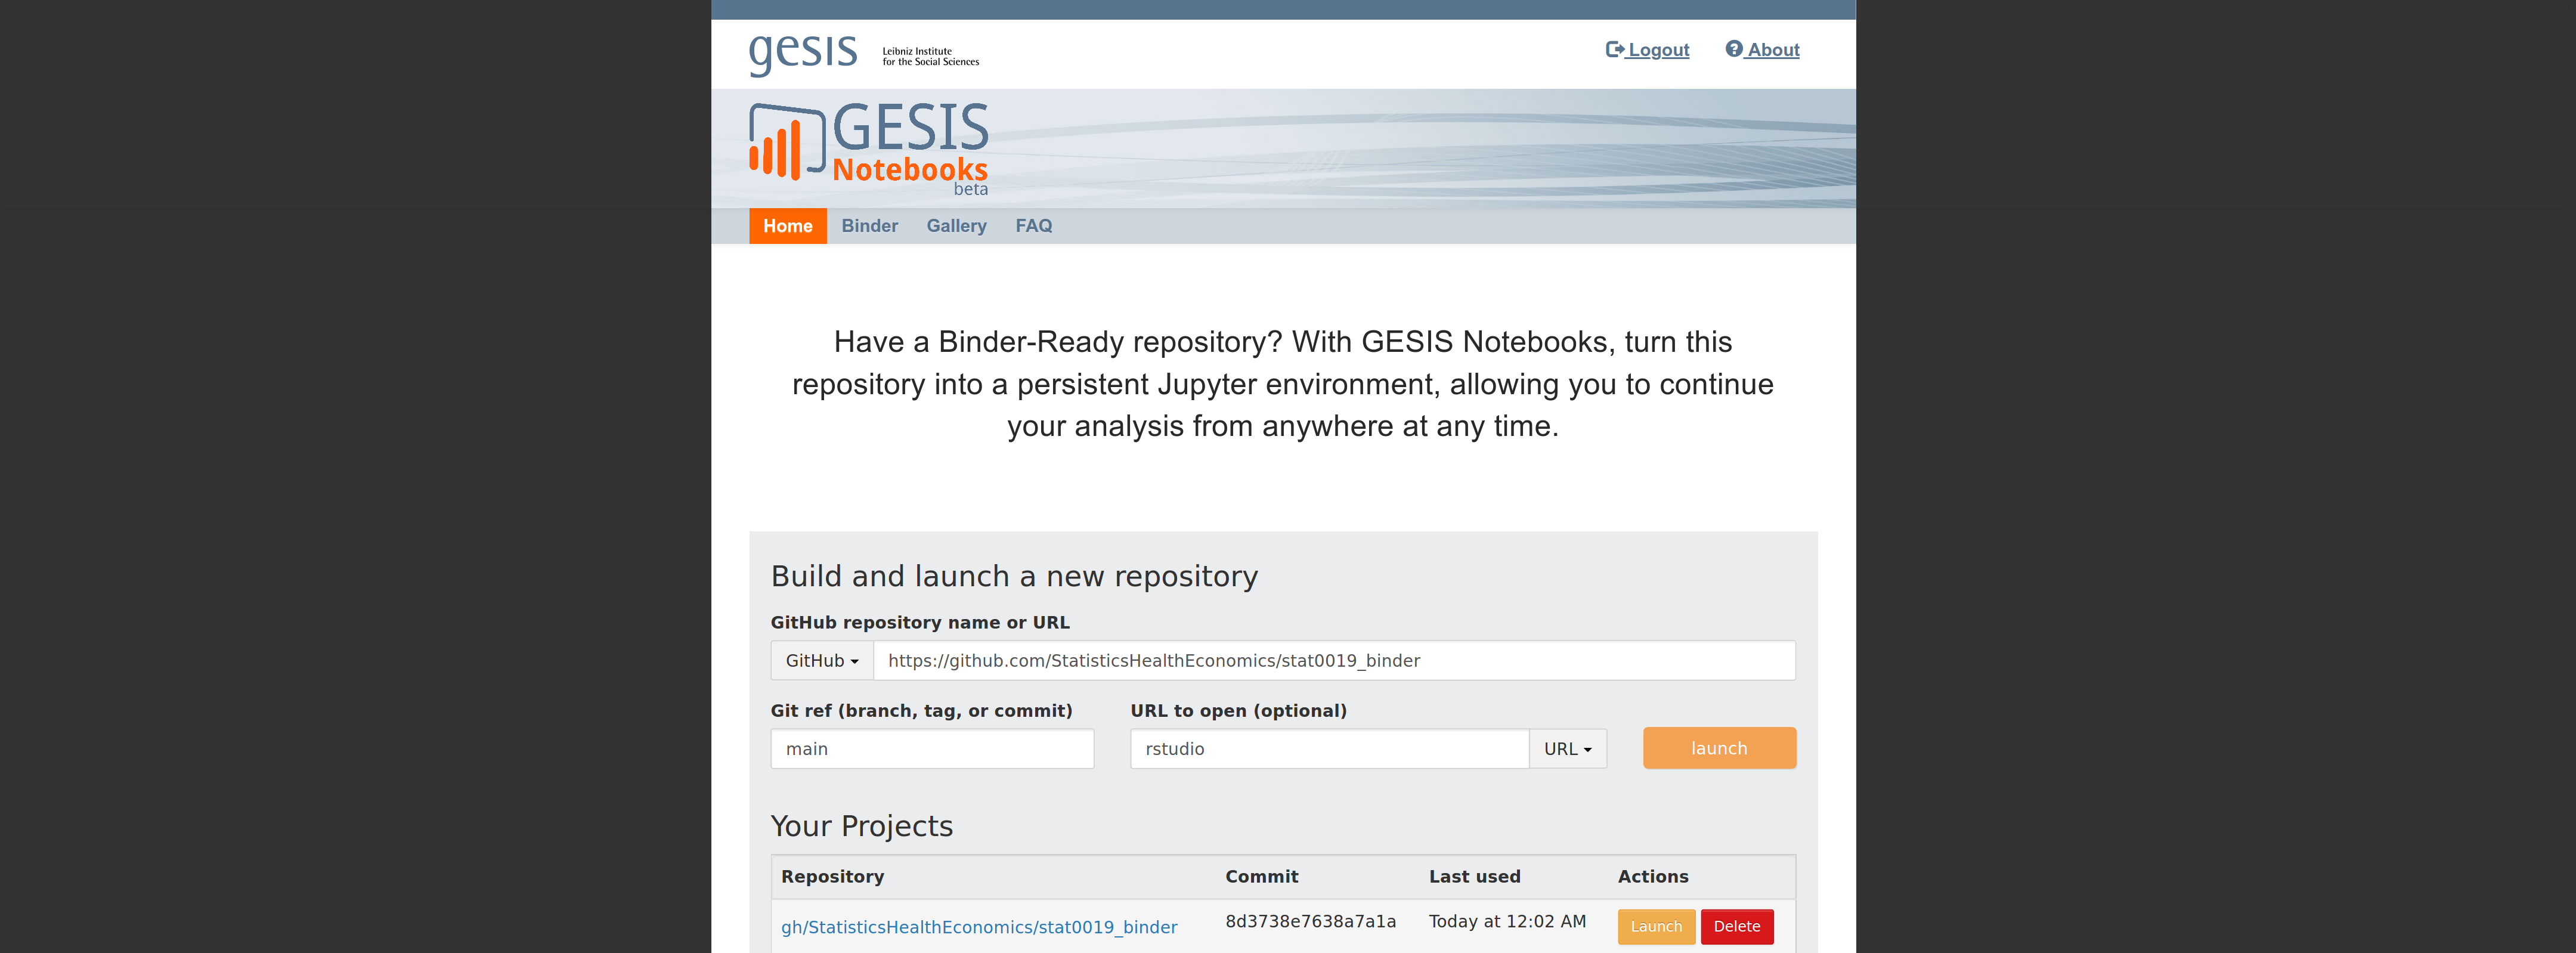 gesis
Leibniz Institute
for the Social Sciences
Logout
About
GESIS
Notebooks
beta
Home Binder Gallery FAQ
Have a Binder-Ready repository? With GESIS Notebooks, turn this
repository into a persistent Jupyter environment, allowing you to continue
your analysis from anywhere at any time.
Build and launch a new repository
GitHub repository name or URL
GitHub https://github.com/StatisticsHealthEconomics/stat0019_binder
Git ref (branch, tag, or commit) URL to open (optional)
main rstudio URL launch
Your Projects
Repository Commit Last used Actions
gh/StatisticsHealthEconomics/stat0019_binder 8d3738e7638a7a1a Today at 12:02 AM Launch Delete